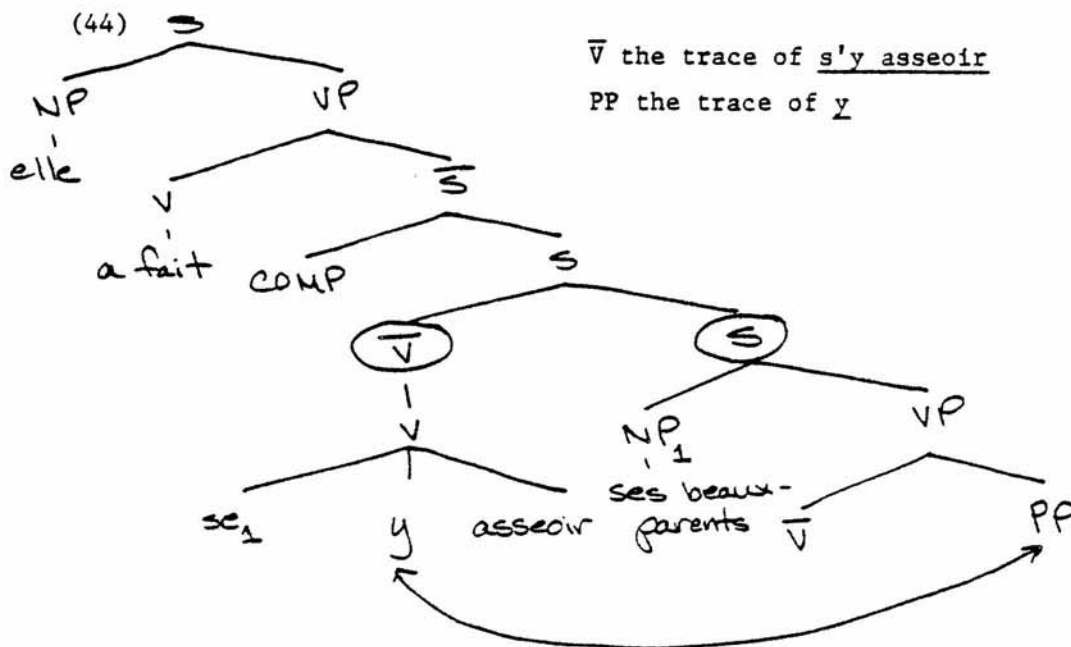 (44) S
V̅ the trace of s'y asseoir
NP VP
PP the trace of y
elle
V S̅
a fait COMP S
V̅ S
V NP₁ VP
se₁ y asseoir ses beaux-
parents V̅ PP